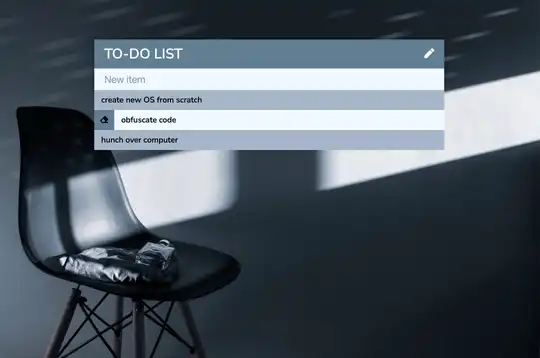 TO-DO LIST
New item
create new OS from scratch
obfuscate code
hunch over computer